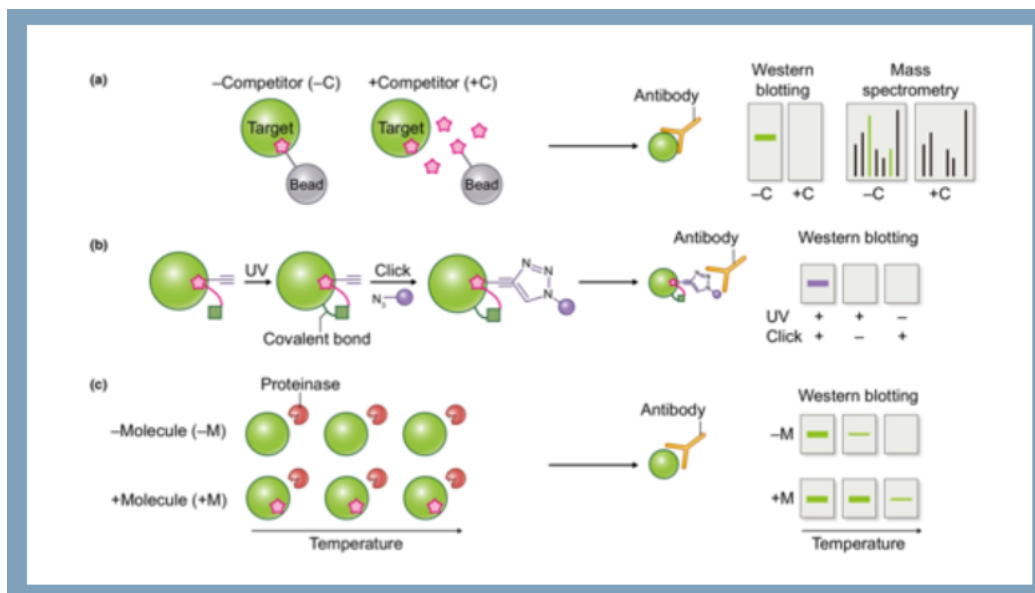 (a)
–Competitor (–C)
+Competitor (+C)
Target
Target
Bead
Bead
Antibody
Western
blotting
Mass
spectrometry
–C +C
–C
+C
(b)
UV
Click
N3
Covalent bond
N
N
N
Antibody
Western blotting
UV + + –
Click + – +
(c)
Proteinase
–Molecule (–M)
+Molecule (+M)
Temperature
Antibody
Western blotting
–M
+M
Temperature